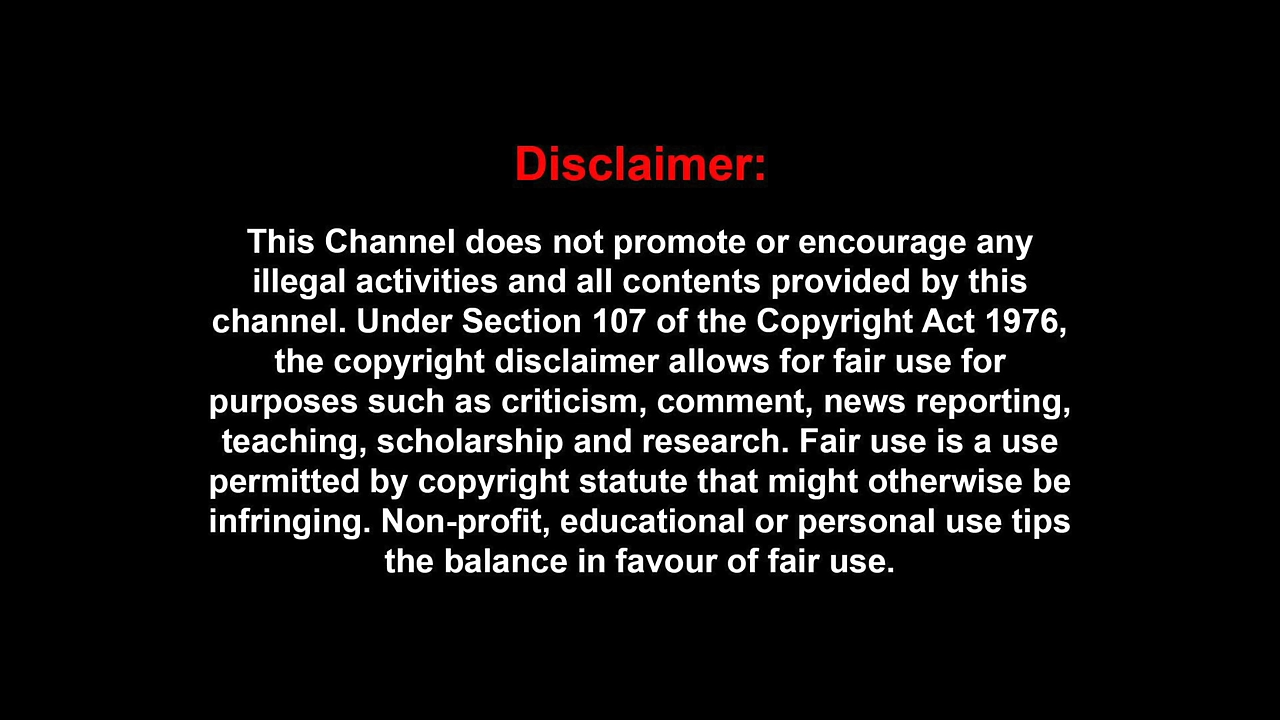 Disclaimer:
This Channel does not promote or encourage any
illegal activities and all contents provided by this
channel. Under Section 107 of the Copyright Act 1976,
the copyright disclaimer allows for fair use for
purposes such as criticism, comment, news reporting,
teaching, scholarship and research. Fair use is a use
permitted by copyright statute that might otherwise be
infringing. Non-profit, educational or personal use tips
the balance in favour of fair use.